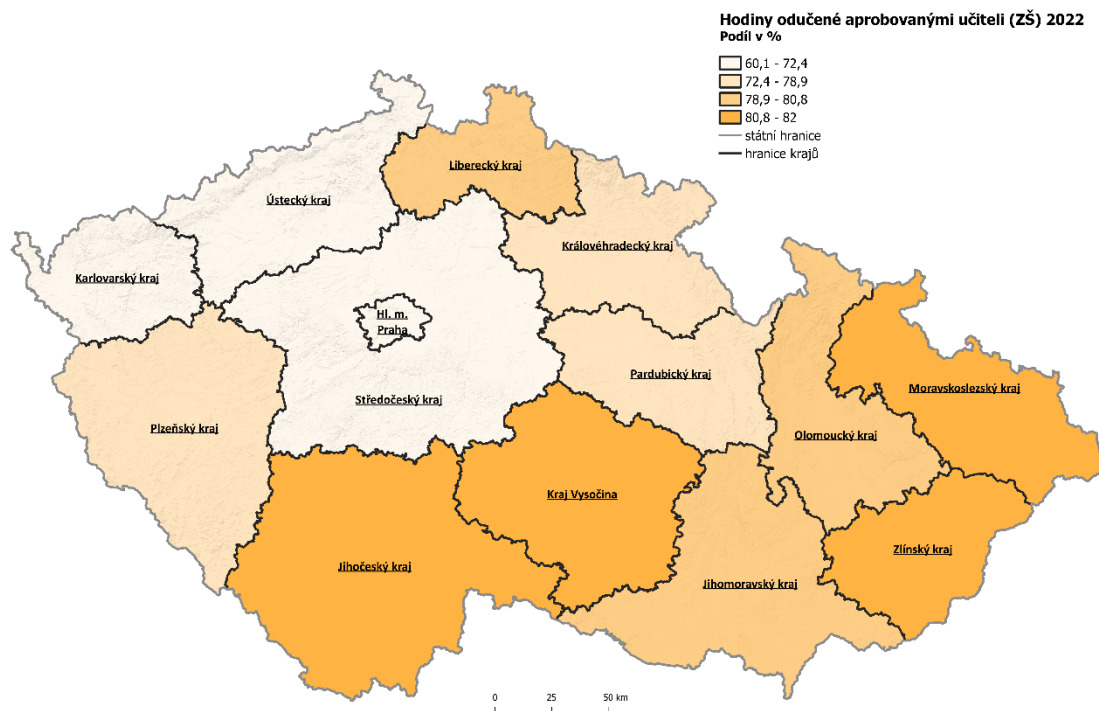 Hodiny odučené aprobovanými učiteli (ZŠ) 2022
Podíl v %
60,1 - 72,4
72,4 - 78,9
78,9 - 80,8
80,8 - 82
státní hranice
hranice krajů
Liberecký kraj
Ústecký kraj
Královéhradecký kraj
Karlovarský kraj
Hl. m.
Praha
Pardubický kraj
Moravskoslezský kraj
Středočeský kraj
Plzeňský kraj
Olomoucký kraj
Kraj Vysočina
Zlínský kraj
Jihočeský kraj
Jihomoravský kraj
0 25 50 km